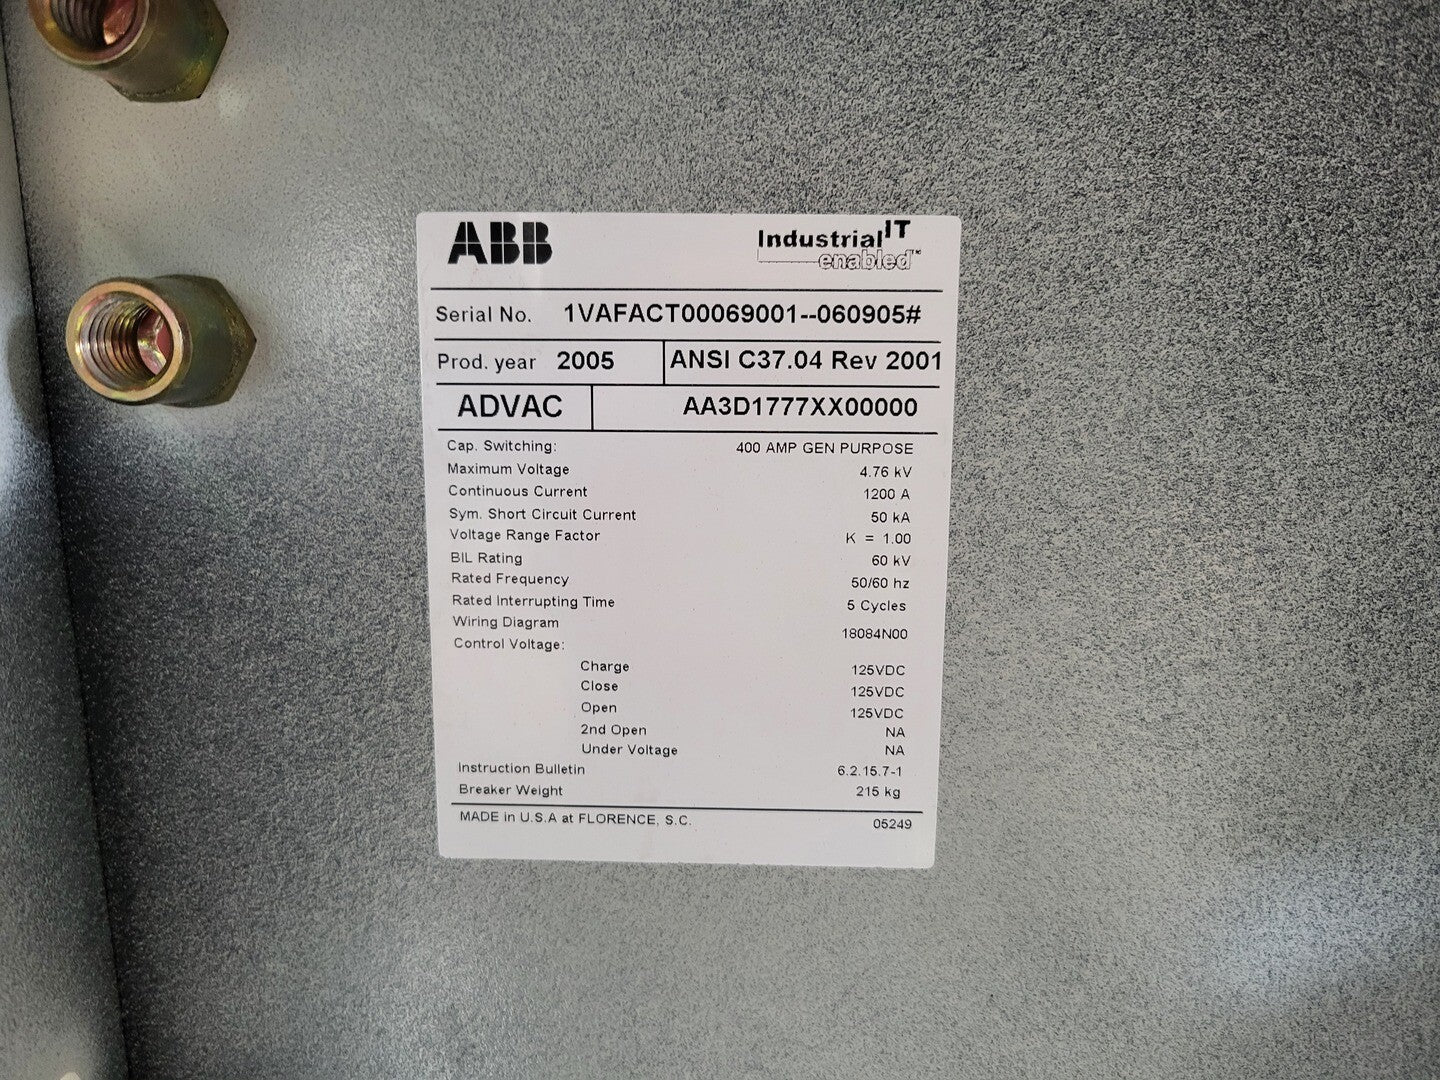 ABB
Industrial IT
enabled™
Serial No. 1VAFACT00069001--060905#
Prod. year 2005 ANSI C37.04 Rev 2001
ADVAC AA3D1777XX00000
Cap. Switching: 400 AMP GEN PURPOSE
Maximum Voltage 4.76 kV
Continuous Current 1200 A
Sym. Short Circuit Current 50 kA
Voltage Range Factor K = 1.00
BIL Rating 60 kV
Rated Frequency 50/60 hz
Rated Interrupting Time 5 Cycles
Wiring Diagram 18084N00
Control Voltage:
Charge 125VDC
Close 125VDC
Open 125VDC
2nd Open NA
Under Voltage NA
Instruction Bulletin 6.2.15.7-1
Breaker Weight 215 kg
MADE in U.S.A at FLORENCE, S.C. 05249